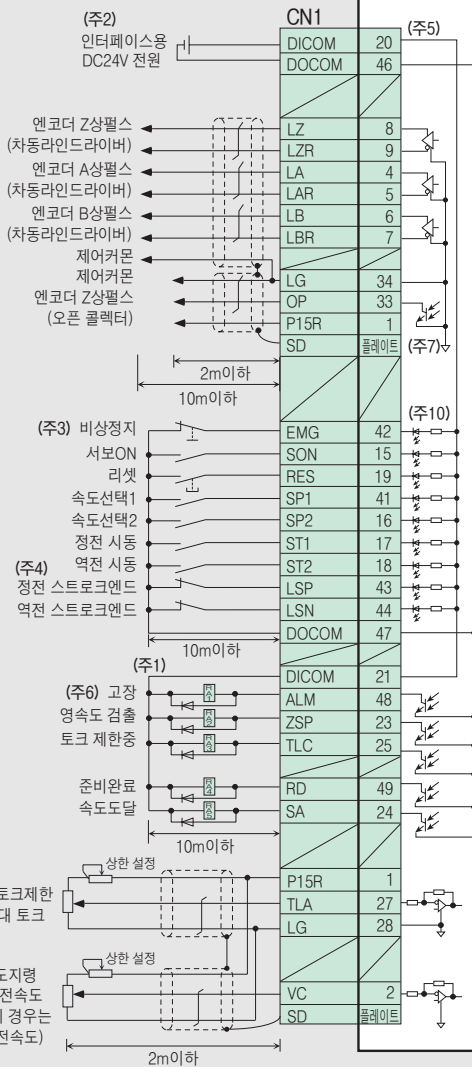 (주2)
CN1
(주5)
인터페이스용
DC24V 전원
DICOM 20
DOCOM 46
엔코더 Z상펄스
(차동라인드라이버)
LZ 8
LZR 9
엔코더 A상펄스
(차동라인드라이버)
LA 4
LAR 5
엔코더 B상펄스
(차동라인드라이버)
LB 6
LBR 7
제어커몬
제어커몬
LG 34
엔코더 Z상펄스
(오픈 콜렉터)
OP 33
P15R 1
SD 플레이트 (주7)
2m이하
10m이하
(주10)
(주3) 비상정지 EMG 42
서보ON SON 15
리셋 RES 19
속도선택1 SP1 41
속도선택2 SP2 16
정전 시동 ST1 17
역전 시동 ST2 18
(주4)
정전 스트로크엔드 LSP 43
역전 스트로크엔드 LSN 44
DOCOM 47
10m이하
(주1)
DICOM 21
(주6) 고장 RA1 ALM 48
영속도 검출 RA2 ZSP 23
토크 제한중 RA3 TLC 25
준비완료 RA4 RD 49
속도도달 RA5 SA 24
10m이하
상한 설정
P15R 1
토크제한
대 토크
TLA 27
LG 28
상한 설정
도지령
전속도
VC 2
경우는
SD 플레이트
전속도)
2m이하